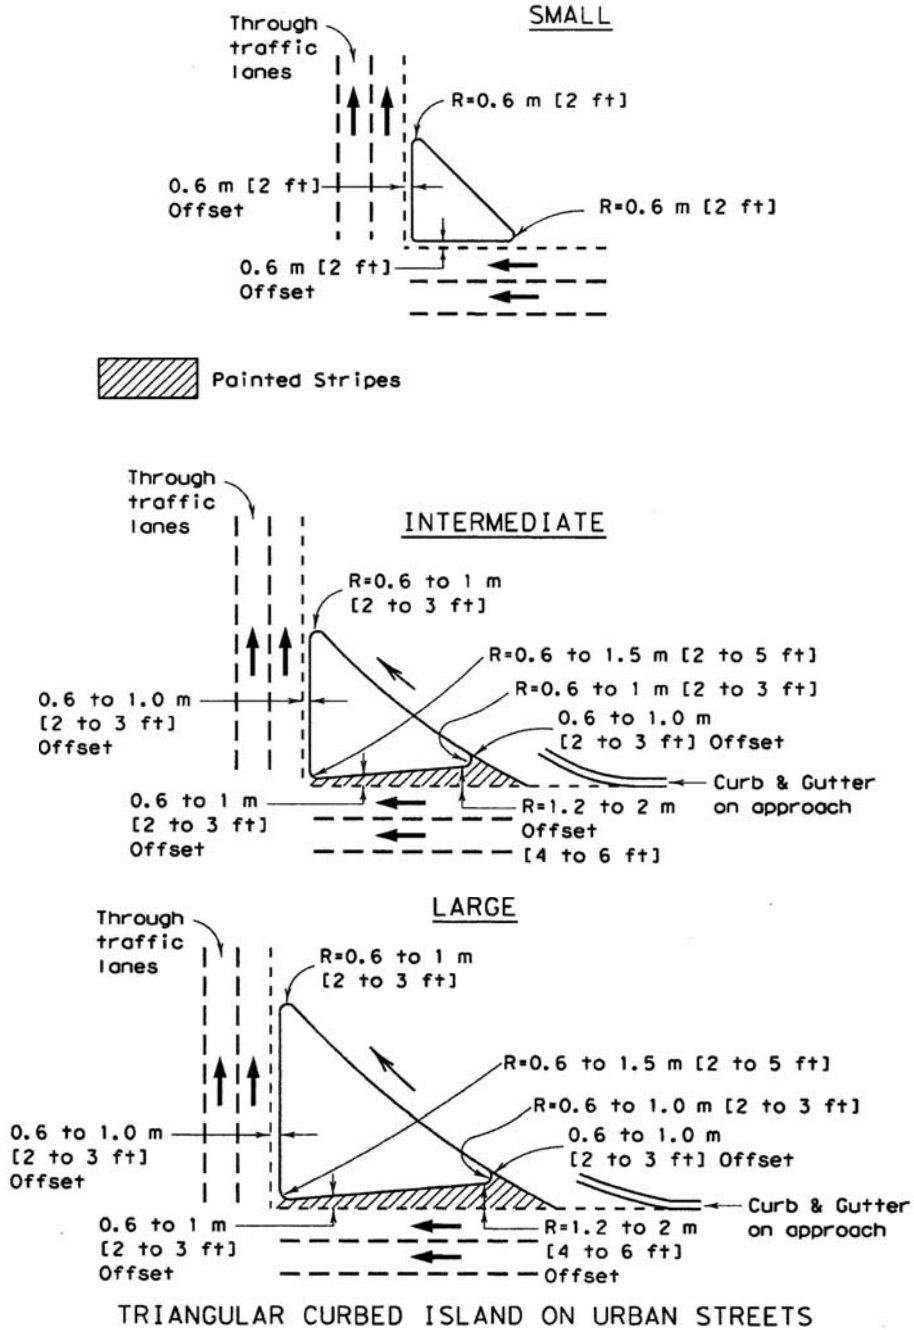 SMALL
Through
traffic
lanes
R=0.6 m [2 ft]
0.6 m [2 ft]
Offset
R=0.6 m [2 ft]
0.6 m [2 ft]
Offset
Painted Stripes
Through
traffic
lanes
INTERMEDIATE
R=0.6 to 1 m
[2 to 3 ft]
R=0.6 to 1.5 m [2 to 5 ft]
R=0.6 to 1 m [2 to 3 ft]
0.6 to 1.0 m
[2 to 3 ft]
Offset
0.6 to 1.0 m
[2 to 3 ft] Offset
Curb & Gutter
on approach
0.6 to 1 m
[2 to 3 ft]
Offset
R=1.2 to 2 m
Offset
[4 to 6 ft]
LARGE
Through
traffic
lanes
R=0.6 to 1 m
[2 to 3 ft]
R=0.6 to 1.5 m [2 to 5 ft]
R=0.6 to 1.0 m [2 to 3 ft]
0.6 to 1.0 m
[2 to 3 ft]
Offset
0.6 to 1.0 m
[2 to 3 ft] Offset
Curb & Gutter
on approach
0.6 to 1 m
[2 to 3 ft]
Offset
R=1.2 to 2 m
[4 to 6 ft]
Offset
TRIANGULAR CURBED ISLAND ON URBAN STREETS